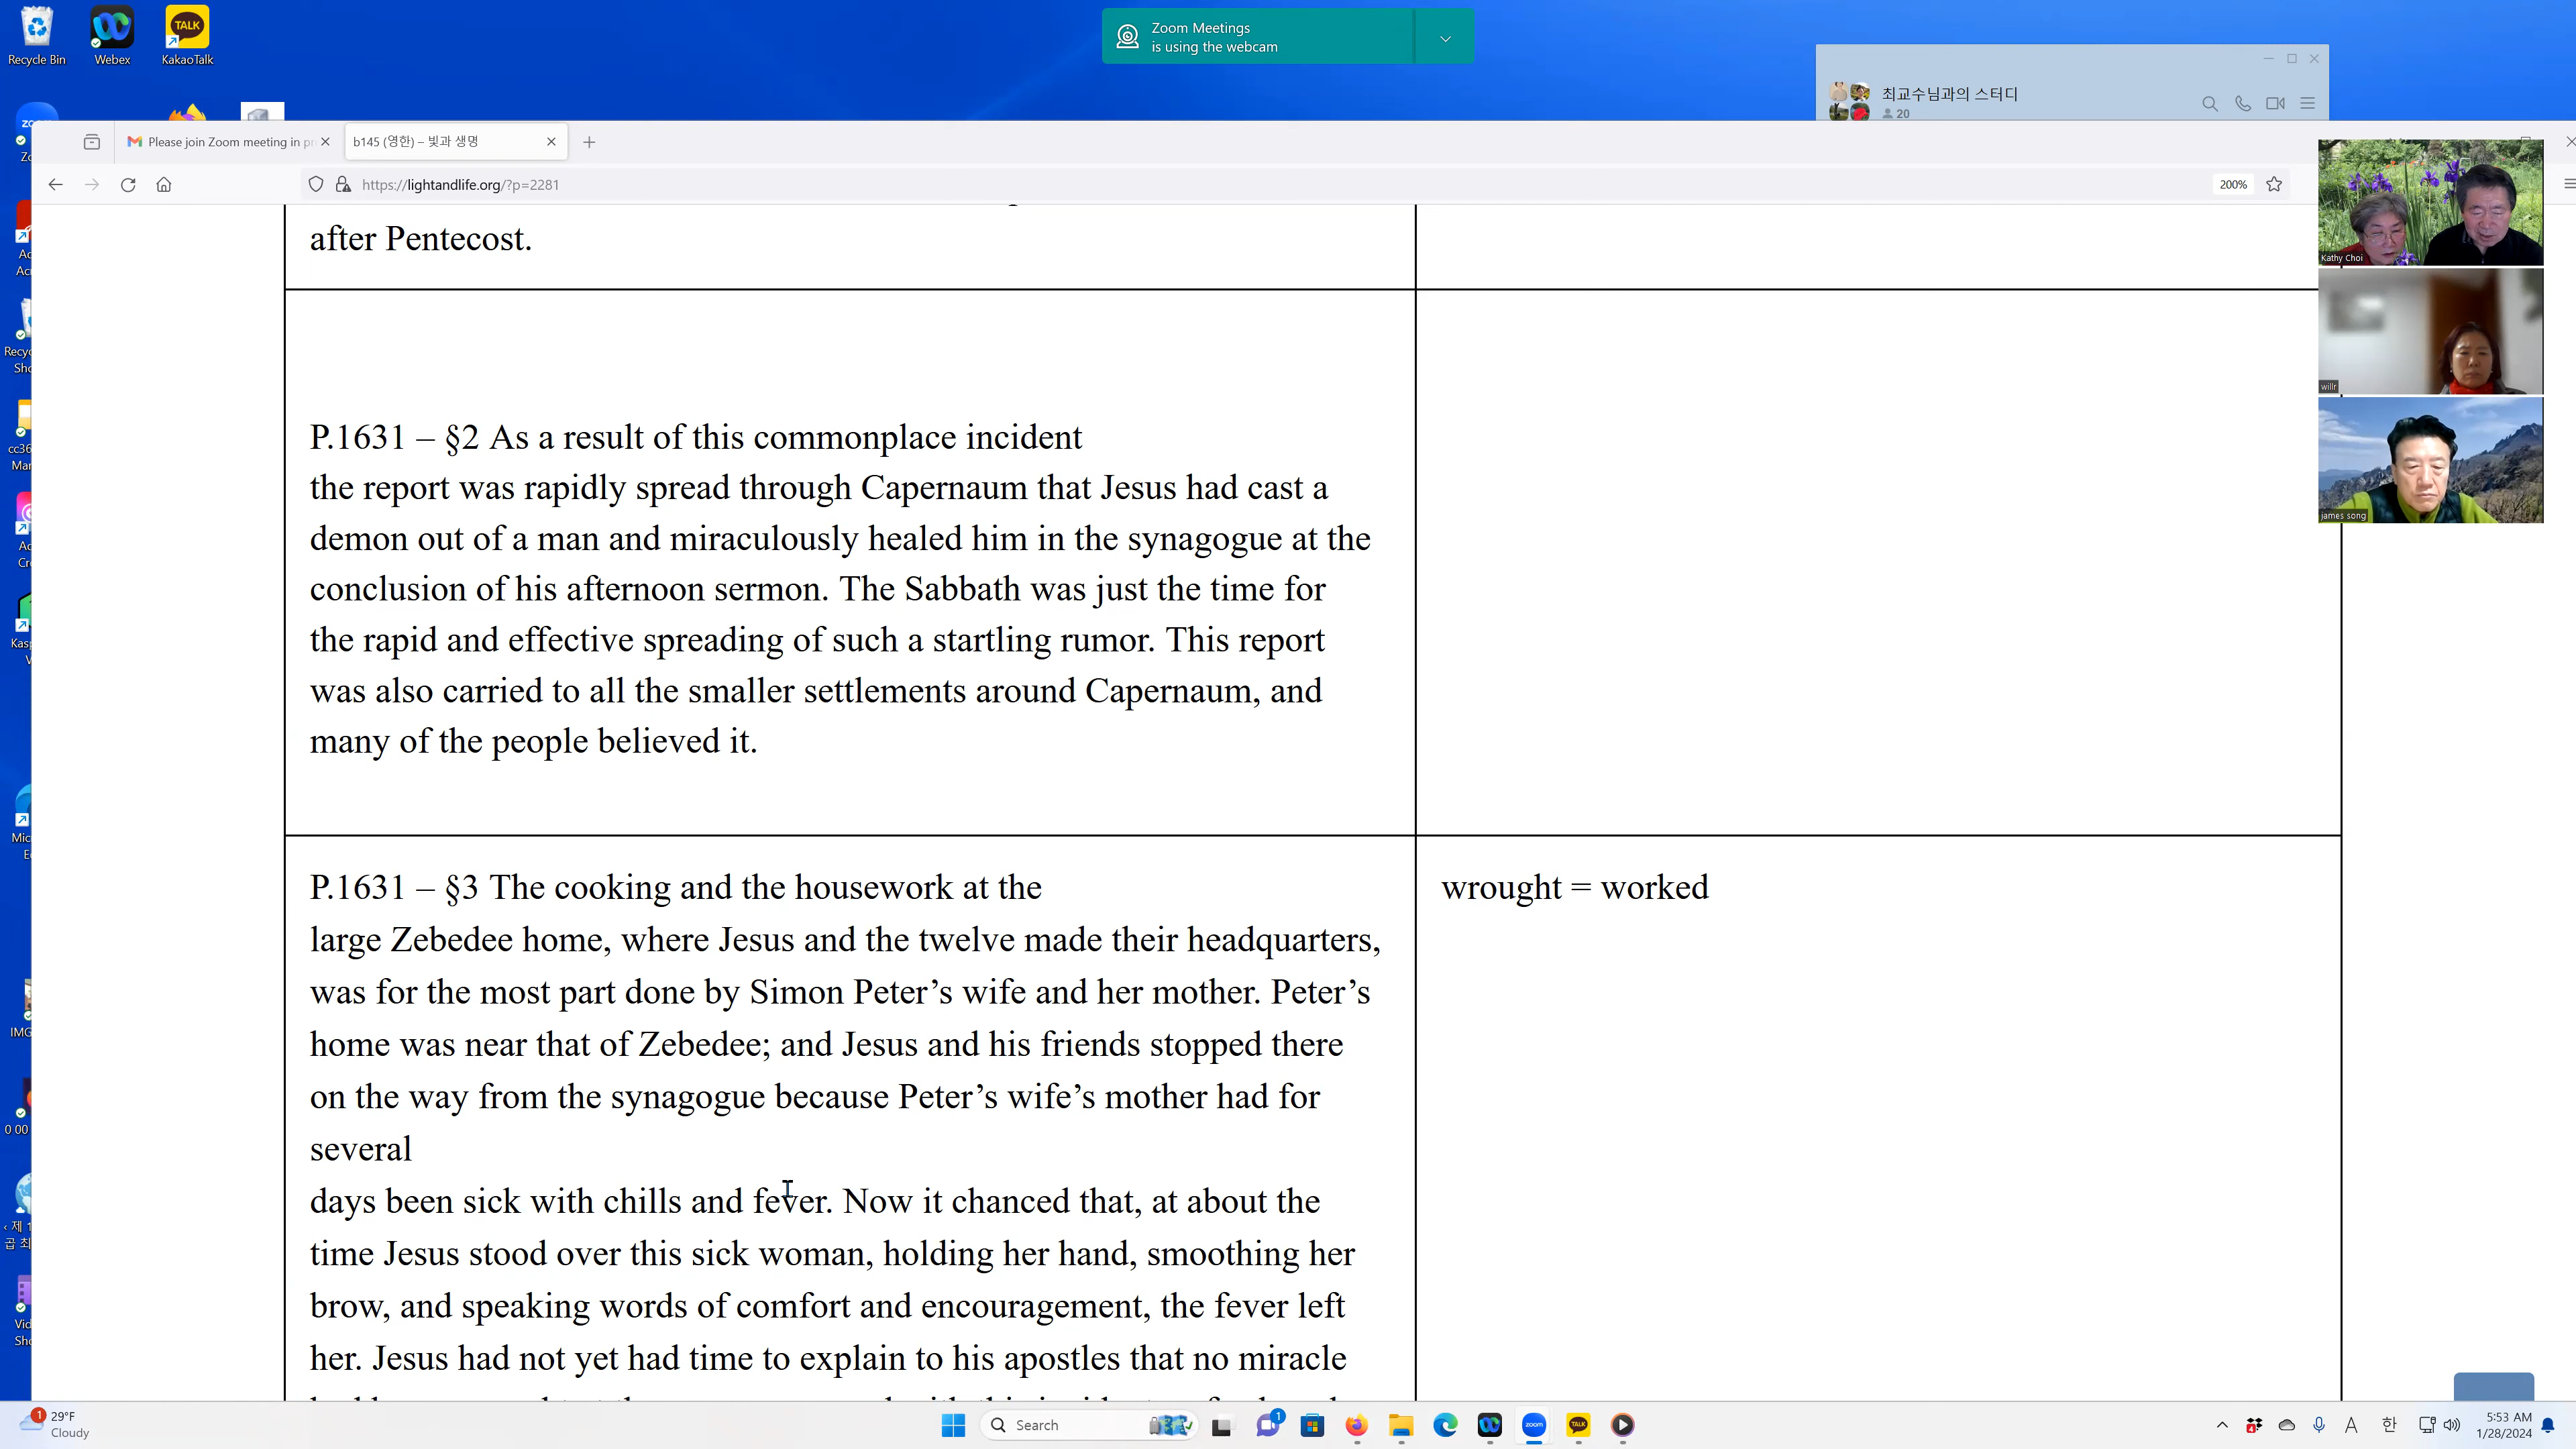 Recycle Bin
Webex
KakaoTalk
Zoom Meetings
is using the webcam
최교수님과의 스터디
20
Please join Zoom meeting in pr
b145 (영한) – 빛과 생명
https://lightandlife.org/?p=2281
200%
after Pentecost.
P.1631 – §2 As a result of this commonplace incident
the report was rapidly spread through Capernaum that Jesus had cast a
demon out of a man and miraculously healed him in the synagogue at the
conclusion of his afternoon sermon. The Sabbath was just the time for
the rapid and effective spreading of such a startling rumor. This report
was also carried to all the smaller settlements around Capernaum, and
many of the people believed it.
P.1631 – §3 The cooking and the housework at the
large Zebedee home, where Jesus and the twelve made their headquarters,
was for the most part done by Simon Peter’s wife and her mother. Peter’s
home was near that of Zebedee; and Jesus and his friends stopped there
on the way from the synagogue because Peter’s wife’s mother had for
several
days been sick with chills and fever. Now it chanced that, at about the
time Jesus stood over this sick woman, holding her hand, smoothing her
brow, and speaking words of comfort and encouragement, the fever left
her. Jesus had not yet had time to explain to his apostles that no miracle
wrought = worked
Kathy Choi
willr
james song
29°F
Cloudy
Search
5:53 AM
1/28/2024